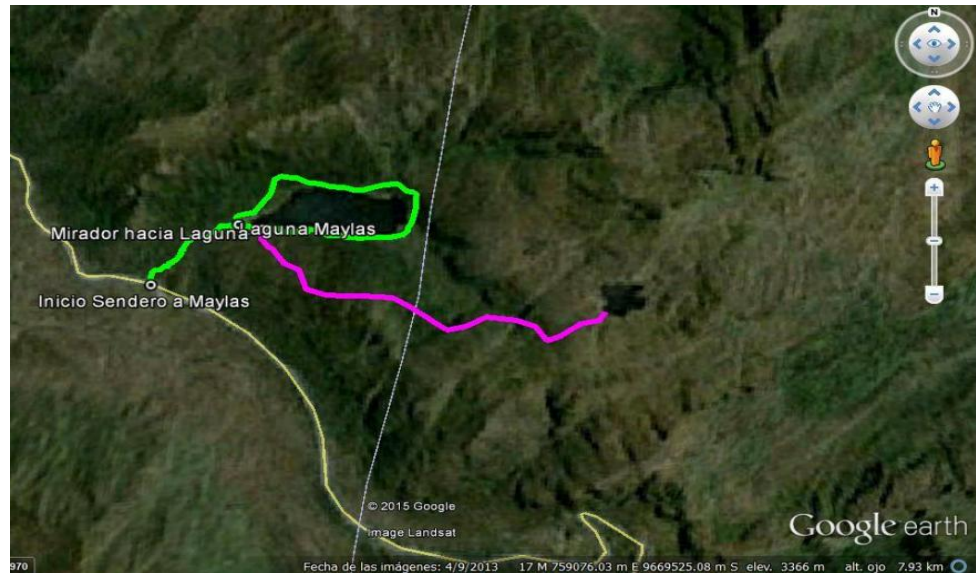 N
Mirador hacia Laguna
Laguna Maylas
Inicio Sendero a Maylas
© 2015 Google
Image Landsat
Google earth
970
Fecha de las imágenes: 4/9/2013 17 M 759076.03 m E 9669525.08 m S elev. 3366 m alt. ojo 7.93 km